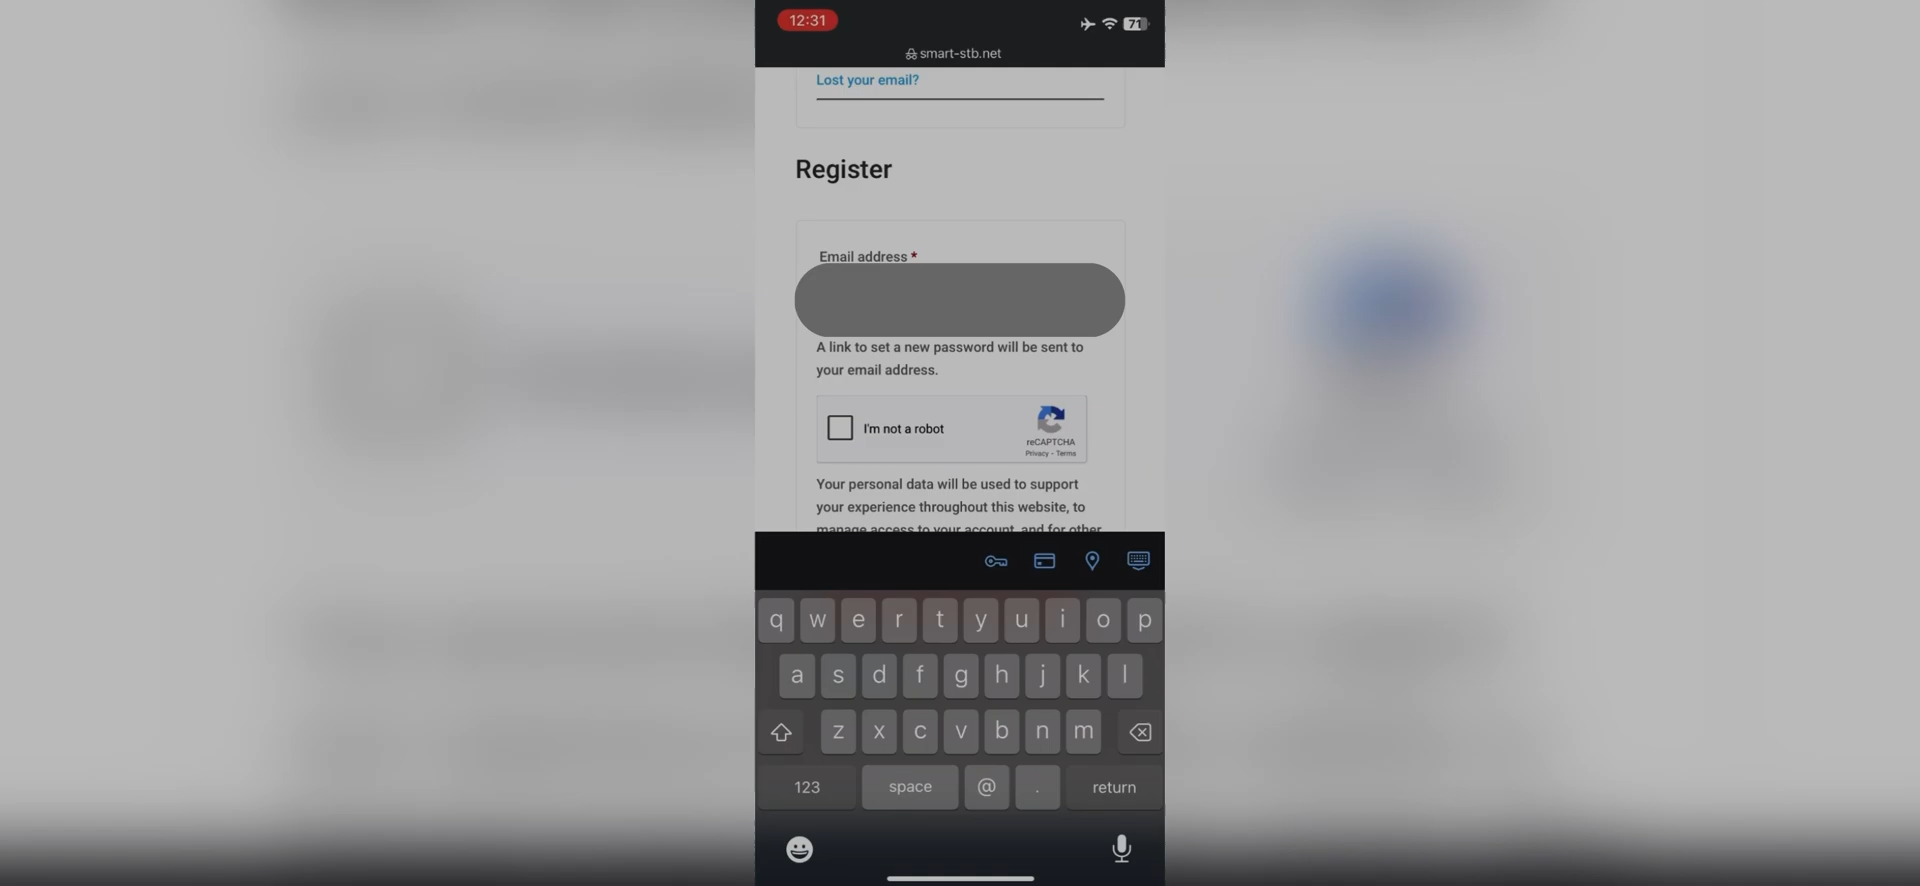 12:31
71
smart-stb.net
Lost your email?
Register
Email address *
A link to set a new password will be sent to
your email address.
I'm not a robot
reCAPTCHA
Privacy - Terms
Your personal data will be used to support
your experience throughout this website, to
manage access to your account, and for other
q w e r t y u i o p
a s d f g h j k l
z x c v b n m
123 space @ . return